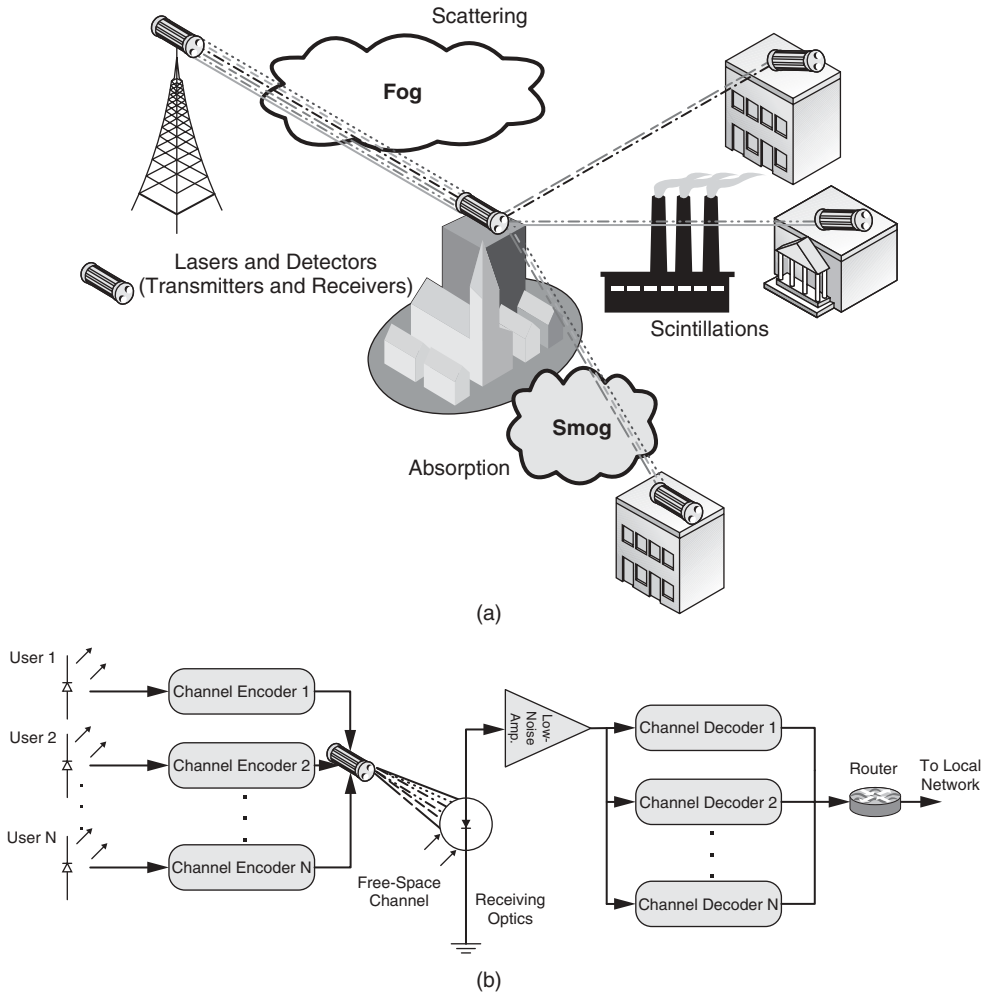 Scattering
Fog
Lasers and Detectors
(Transmitters and Receivers)
Scintillations
Smog
Absorption
(a)
User 1
Channel Encoder 1
User 2
Channel Encoder 2
User N
Channel Encoder N
Free-Space
Channel
Receiving
Optics
Low-
Noise
Amp.
Channel Decoder 1
Channel Decoder 2
Channel Decoder N
Router
To Local
Network
(b)